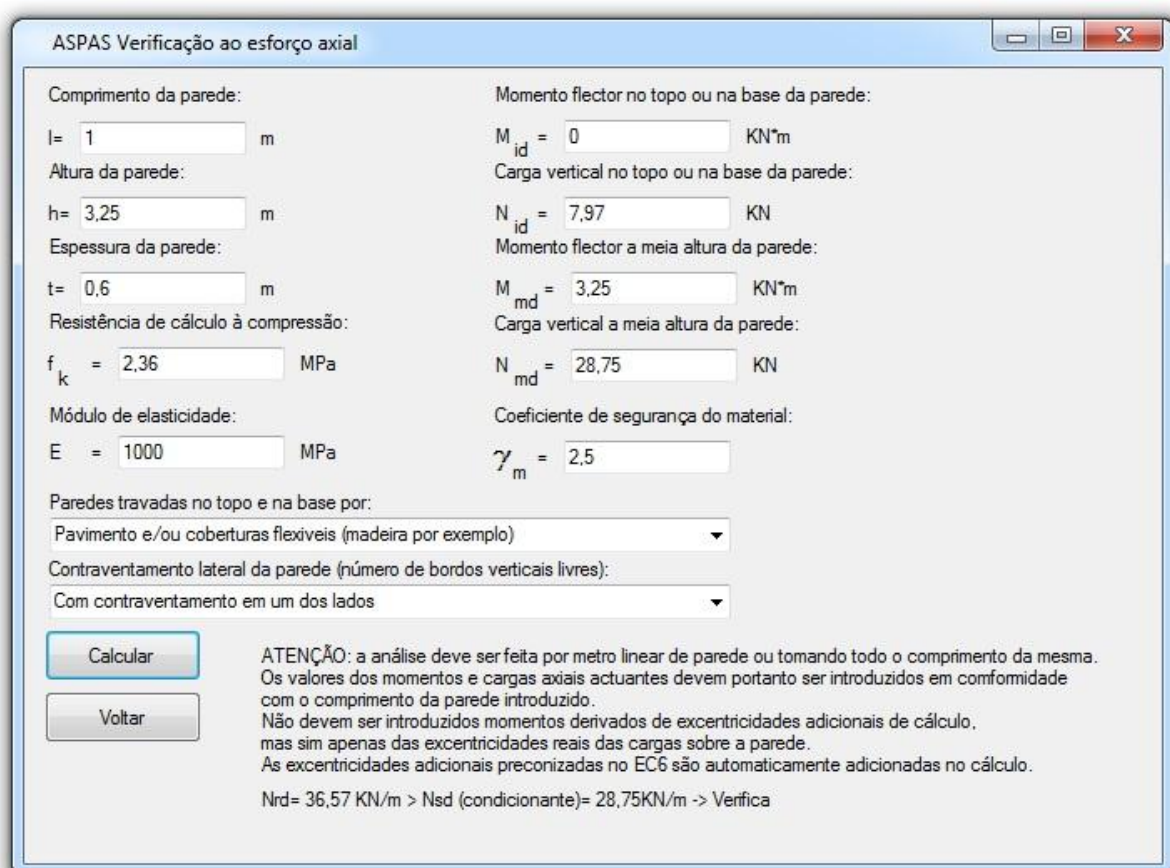 ASPAS Verificação ao esforço axial
Comprimento da parede:
l= 1 m
Altura da parede:
h= 3,25 m
Espessura da parede:
t= 0,6 m
Resistência de cálculo à compressão:
f k = 2,36 MPa
Módulo de elasticidade:
E = 1000 MPa
Momento flector no topo ou na base da parede:
M id = 0 KN*m
Carga vertical no topo ou na base da parede:
N id = 7,97 KN
Momento flector a meia altura da parede:
M md = 3,25 KN*m
Carga vertical a meia altura da parede:
N md = 28,75 KN
Coeficiente de segurança do material:
γ m = 2,5
Paredes travadas no topo e na base por:
Pavimento e/ou coberturas flexiveis (madeira por exemplo)
Contraventamento lateral da parede (número de bordos verticais livres):
Com contraventamento em um dos lados
Calcular
Voltar
ATENÇÃO: a análise deve ser feita por metro linear de parede ou tomando todo o comprimento da mesma.
Os valores dos momentos e cargas axiais actuantes devem portanto ser introduzidos em comformidade
com o comprimento da parede introduzido.
Não devem ser introduzidos momentos derivados de excentricidades adicionais de cálculo,
mas sim apenas das excentricidades reais das cargas sobre a parede.
As excentricidades adicionais preconizadas no EC6 são automaticamente adicionadas no cálculo.
Nrd= 36,57 KN/m > Nsd (condicionante)= 28,75KN/m -> Verifica